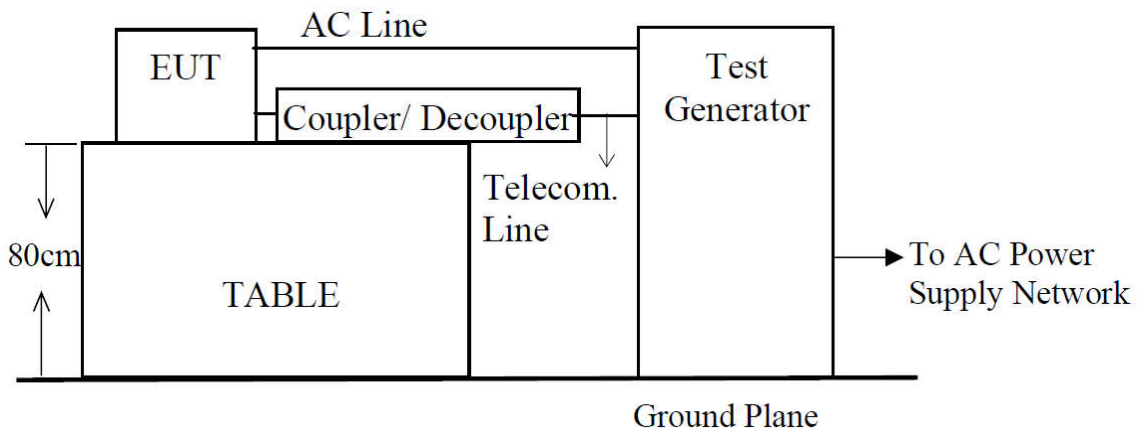 AC Line
EUT
Test
Generator
Coupler/ Decoupler
Telecom.
Line
80cm
TABLE
To AC Power
Supply Network
Ground Plane